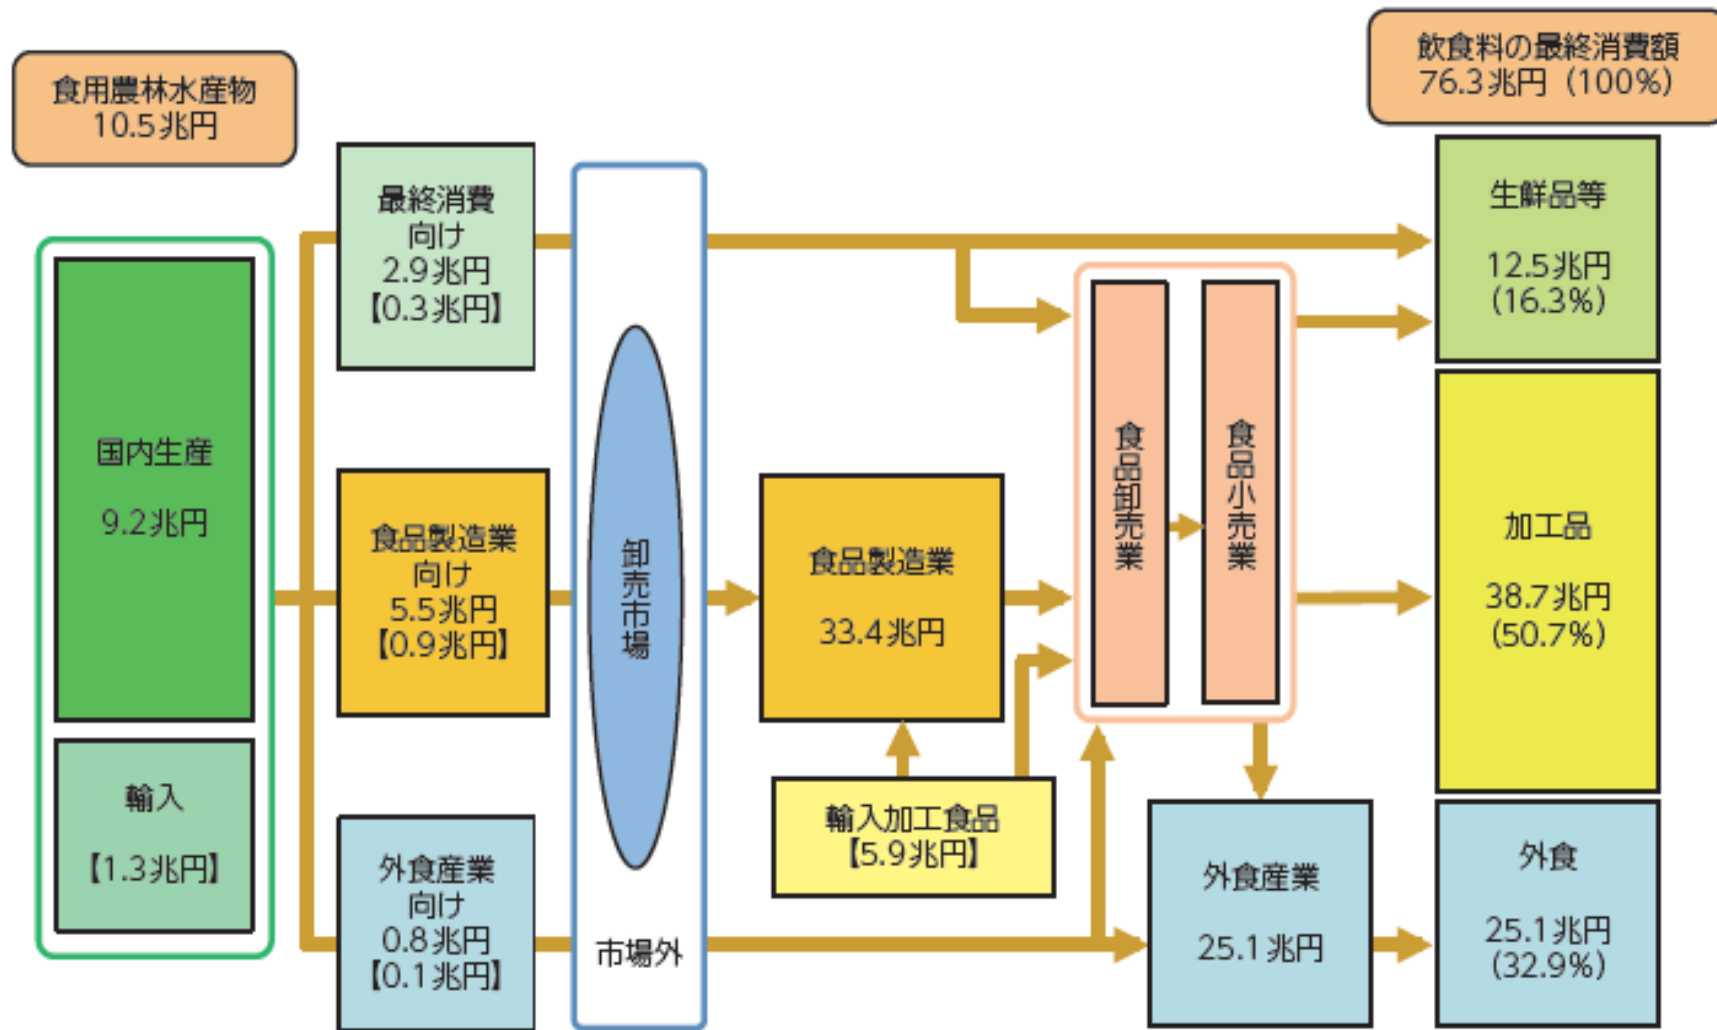 食用農林水産物
10.5兆円
国内生産
9.2兆円
輸入
【1.3兆円】
最終消費
向け
2.9兆円
【0.3兆円】
食品製造業
向け
5.5兆円
【0.9兆円】
外食産業
向け
0.8兆円
【0.1兆円】
卸売市場
市場外
食品製造業
33.4兆円
輸入加工食品
【5.9兆円】
食品卸売業
食品小売業
外食産業
25.1兆円
飲食料の最終消費額
76.3兆円（100%）
生鮮品等
12.5兆円
(16.3%)
加工品
38.7兆円
(50.7%)
外食
25.1兆円
(32.9%)